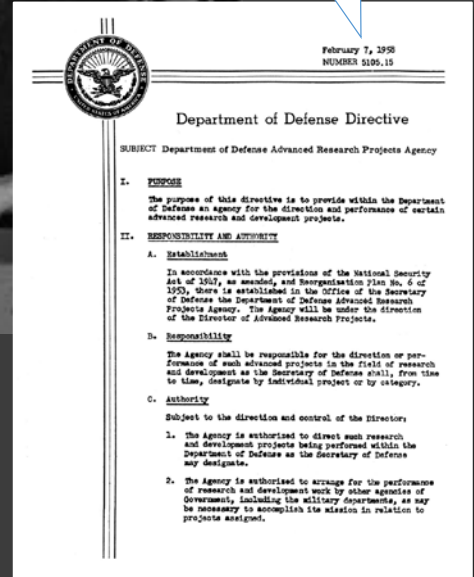 February 7, 1958
NUMBER 5105.15
DEPARTMENT OF DEFENSE
UNITED STATES OF AMERICA
Department of Defense Directive
SUBJECT Department of Defense Advanced Research Projects Agency
I. PURPOSE
The purpose of this directive is to provide within the Department
of Defense an agency for the direction and performance of certain
advanced research and development projects.
II. RESPONSIBILITY AND AUTHORITY
A. Establishment
In accordance with the provisions of the National Security
Act of 1947, as amended, and Reorganization Plan No. 6 of
1953, there is established in the Office of the Secretary
of Defense the Department of Defense Advanced Research
Projects Agency. The Agency will be under the direction
of the Director of Advanced Research Projects.
B. Responsibility
The Agency shall be responsible for the direction or per-
formance of such advanced projects in the field of research
and development as the Secretary of Defense shall, from time
to time, designate by individual project or by category.
C. Authority
Subject to the direction and control of the Director:
1. The Agency is authorized to direct such research
and development projects being performed within the
Department of Defense as the Secretary of Defense
may designate.
2. The Agency is authorized to arrange for the performance
of research and development work by other agencies of
Government, including the military departments, as may
be necessary to accomplish its mission in relation to
projects assigned.